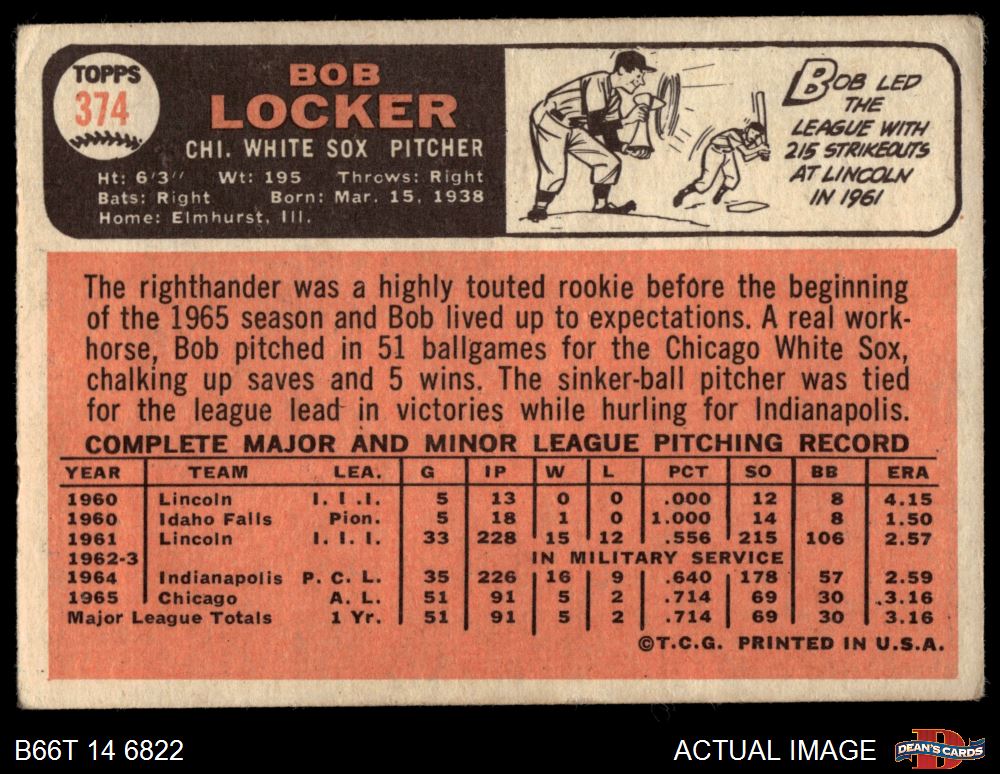 TOPPS
374
BOB
LOCKER
CHI. WHITE SOX PITCHER
Ht: 6'3" Wt: 195 Throws: Right
Bats: Right Born: Mar. 15, 1938
Home: Elmhurst, Ill.
BOB LED
THE
LEAGUE WITH
215 STRIKEOUTS
AT LINCOLN
IN 1961
The righthander was a highly touted rookie before the beginning
of the 1965 season and Bob lived up to expectations. A real work-
horse, Bob pitched in 51 ballgames for the Chicago White Sox,
chalking up saves and 5 wins. The sinker-ball pitcher was tied
for the league lead in victories while hurling for Indianapolis.
COMPLETE MAJOR AND MINOR LEAGUE PITCHING RECORD
YEAR TEAM LEA. G IP W L PCT SO BB ERA
1960 Lincoln I. I .I. 5 13 0 0 .000 12 8 4.15
1960 Idaho Falls Pion. 5 18 1 0 1.000 14 8 1.50
1961 Lincoln I. I. I. 33 228 15 12 .556 215 106 2.57
1962-3 IN MILITARY SERVICE
1964 Indianapolis P. C. L. 35 226 16 9 .640 178 57 2.59
1965 Chicago A. L. 51 91 5 2 .714 69 30 3.16
Major League Totals 1 Yr. 51 91 5 2 .714 69 30 3.16
©T.C.G. PRINTED IN U.S.A.
B66T 14 6822
ACTUAL IMAGE
DEAN'S CARDS